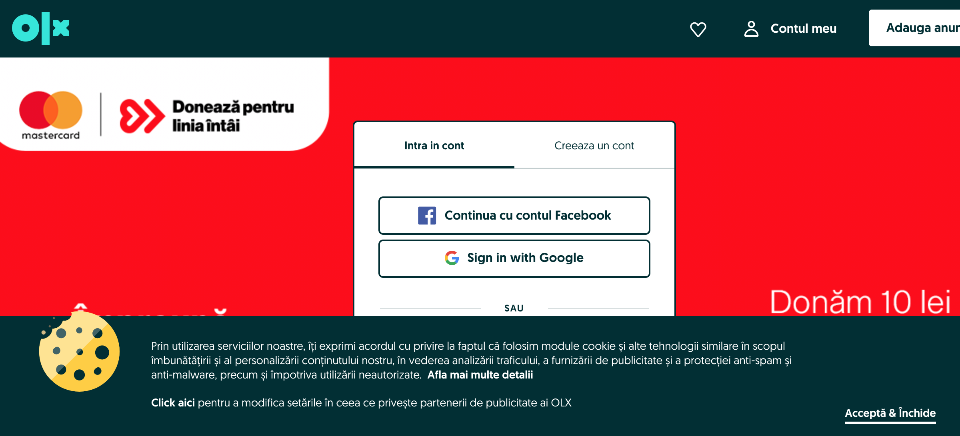 olx
Contul meu
Adauga anun
mastercard
Donează pentru
linia întâi
Intra in cont
Creeaza un cont
Continua cu contul Facebook
Sign in with Google
SAU
Donăm 10 lei
Prin utilizarea serviciilor noastre, îți exprimi acordul cu privire la faptul că folosim module cookie și alte tehnologii similare în scopul
îmbunătățirii și al personalizării conținutului nostru, în vederea analizării traficului, a furnizării de publicitate și a protecției anti-spam și
anti-malware, precum și împotriva utilizării neautorizate. Afla mai multe detalii
Click aici pentru a modifica setările în ceea ce privește partenerii de publicitate ai OLX
Acceptă & Închide